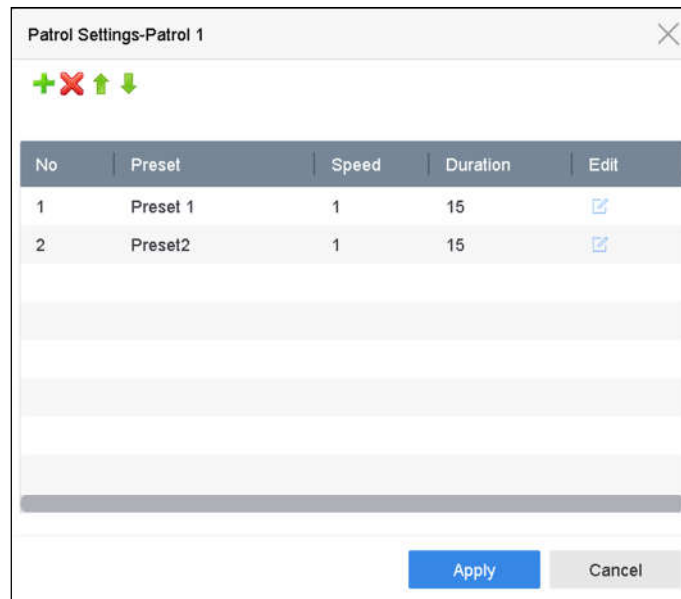 Patrol Settings-Patrol 1
No Preset Speed Duration Edit
1 Preset 1 1 15
2 Preset2 1 15
Apply Cancel